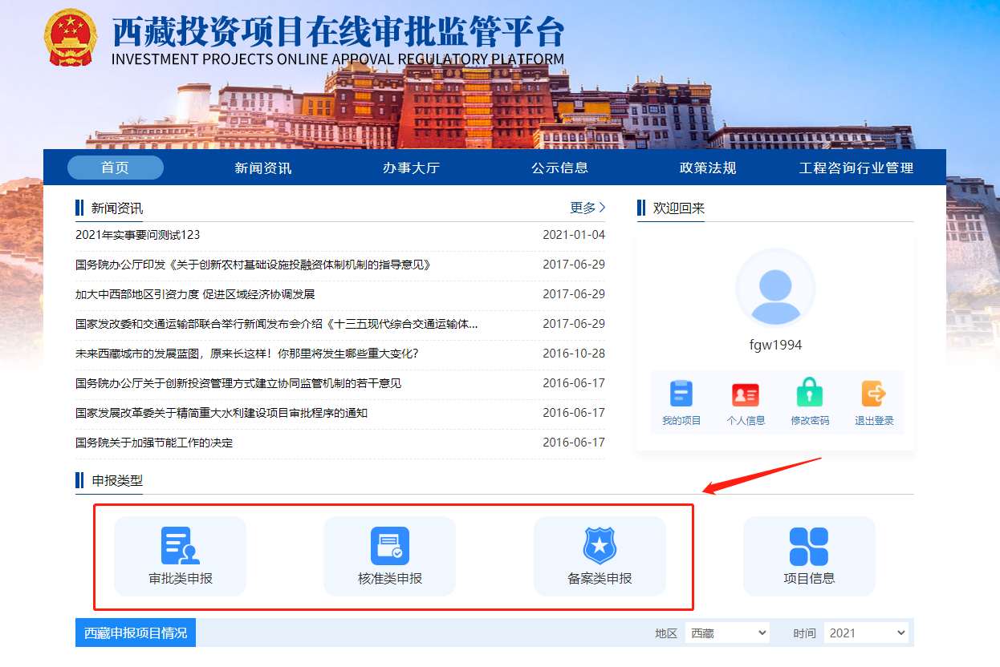 西藏投资项目在线审批监管平台
INVESTMENT PROJECTS ONLINE APPOVAL REGULATORY PLATFORM
首页 新闻资讯 办事大厅 公示信息 政策法规 工程咨询行业管理
新闻资讯 更多
2021年实事要问测试123 2021-01-04
国务院办公厅印发《关于创新农村基础设施投融资体制机制的指导意见》 2017-06-29
加大中西部地区引资力度 促进区域经济协调发展 2017-06-29
国家发改委和交通运输部联合举行新闻发布会介绍《十三五现代综合交通运输体... 2017-06-29
未来西藏城市的发展蓝图，原来长这样！你那里将发生哪些重大变化？ 2016-10-28
国务院办公厅关于创新投资管理方式建立协同监管机制的若干意见 2016-06-17
国家发展改革委关于精简重大水利建设项目审批程序的通知 2016-06-17
国务院关于加强节能工作的决定 2016-06-17
欢迎回来
fgw1994
我的项目 个人信息 修改密码 退出登录
申报类型
审批类申报 核准类申报 备案类申报 项目信息
西藏申报项目情况 地区 西藏 时间 2021